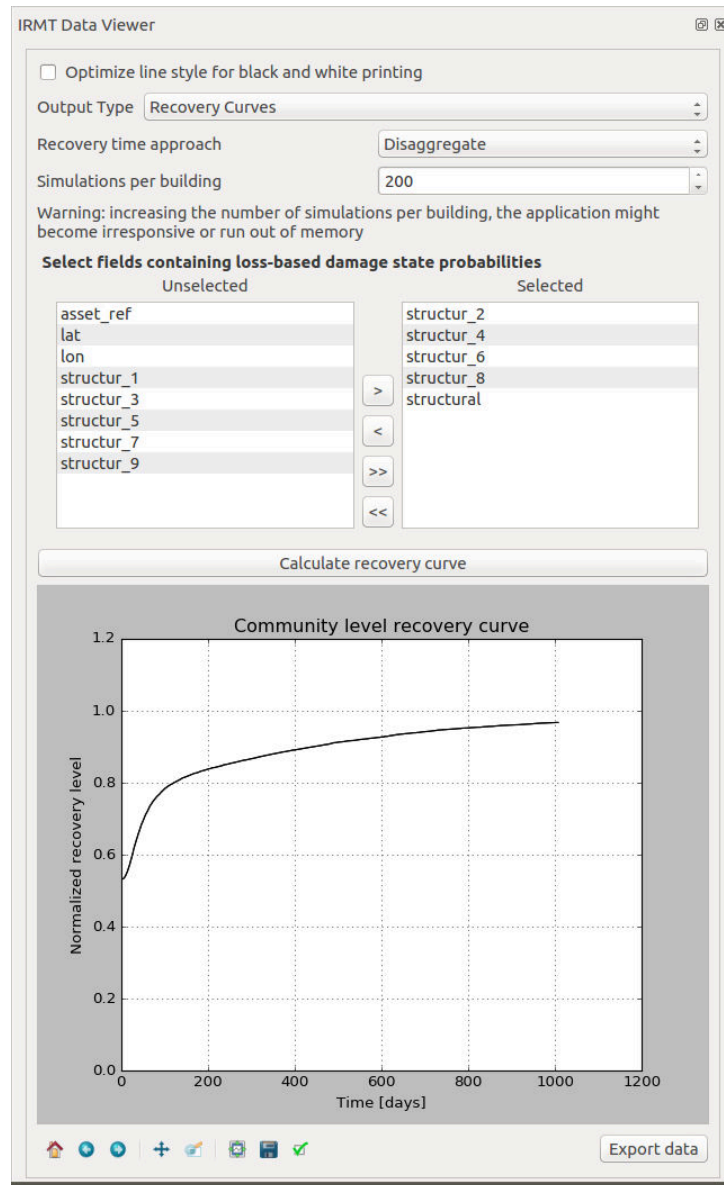 IRMT Data Viewer
Optimize line style for black and white printing
Output Type Recovery Curves
Recovery time approach Disaggregate
Simulations per building 200
Warning: increasing the number of simulations per building, the application might
become irresponsive or run out of memory
Select fields containing loss-based damage state probabilities
Unselected Selected
asset_ref structur_2
lat structur_4
lon structur_6
structur_1 structur_8
structur_3 structural
structur_5
structur_7
structur_9
>
<
>>
<<
Calculate recovery curve
Community level recovery curve
1.2
1.0
0.8
0.6
0.4
0.2
0.0
Normalized recovery level
0 200 400 600 800 1000 1200
Time [days]
Export data